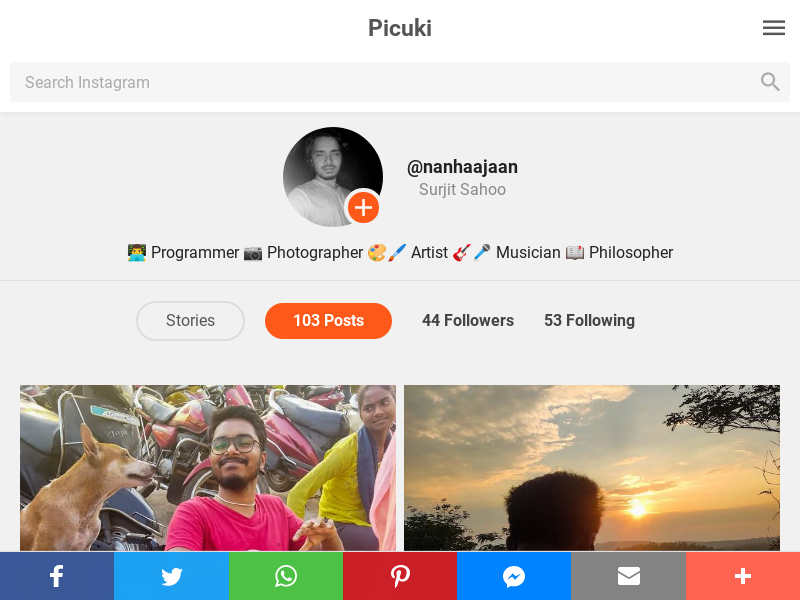 Picuki
Search Instagram
@nanhaajaan
Surjit Sahoo
👨‍💻 Programmer 📷 Photographer 🎨🖌️ Artist 🎸🎤 Musician 📖 Philosopher
Stories
103 Posts
44 Followers
53 Following